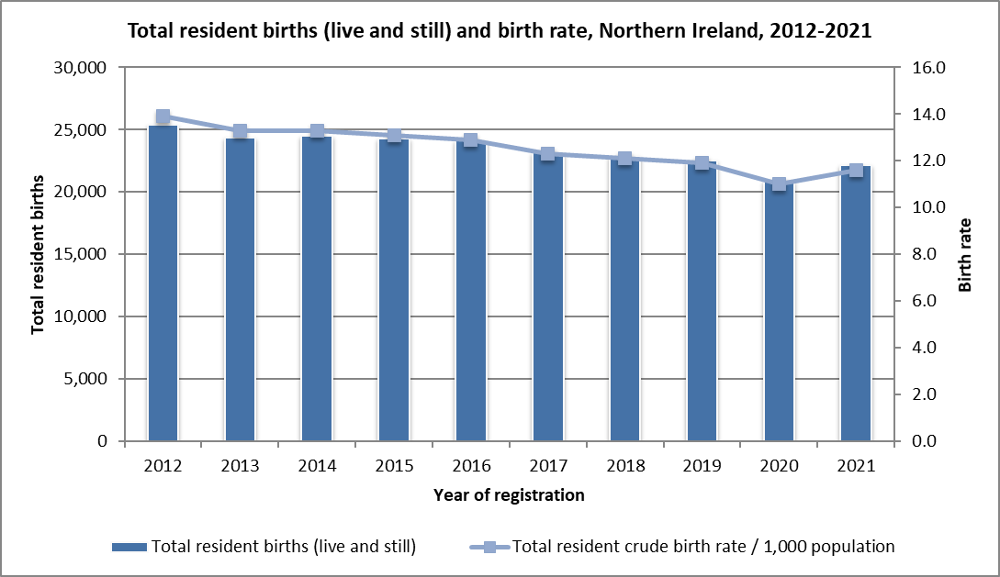 Total resident births (live and still) and birth rate, Northern Ireland, 2012-2021
30,000
25,000
20,000
15,000
10,000
5,000
0
Total resident births
16.0
14.0
12.0
10.0
8.0
6.0
4.0
2.0
0.0
Birth rate
2012 2013 2014 2015 2016 2017 2018 2019 2020 2021
Year of registration
Total resident births (live and still) Total resident crude birth rate / 1,000 population